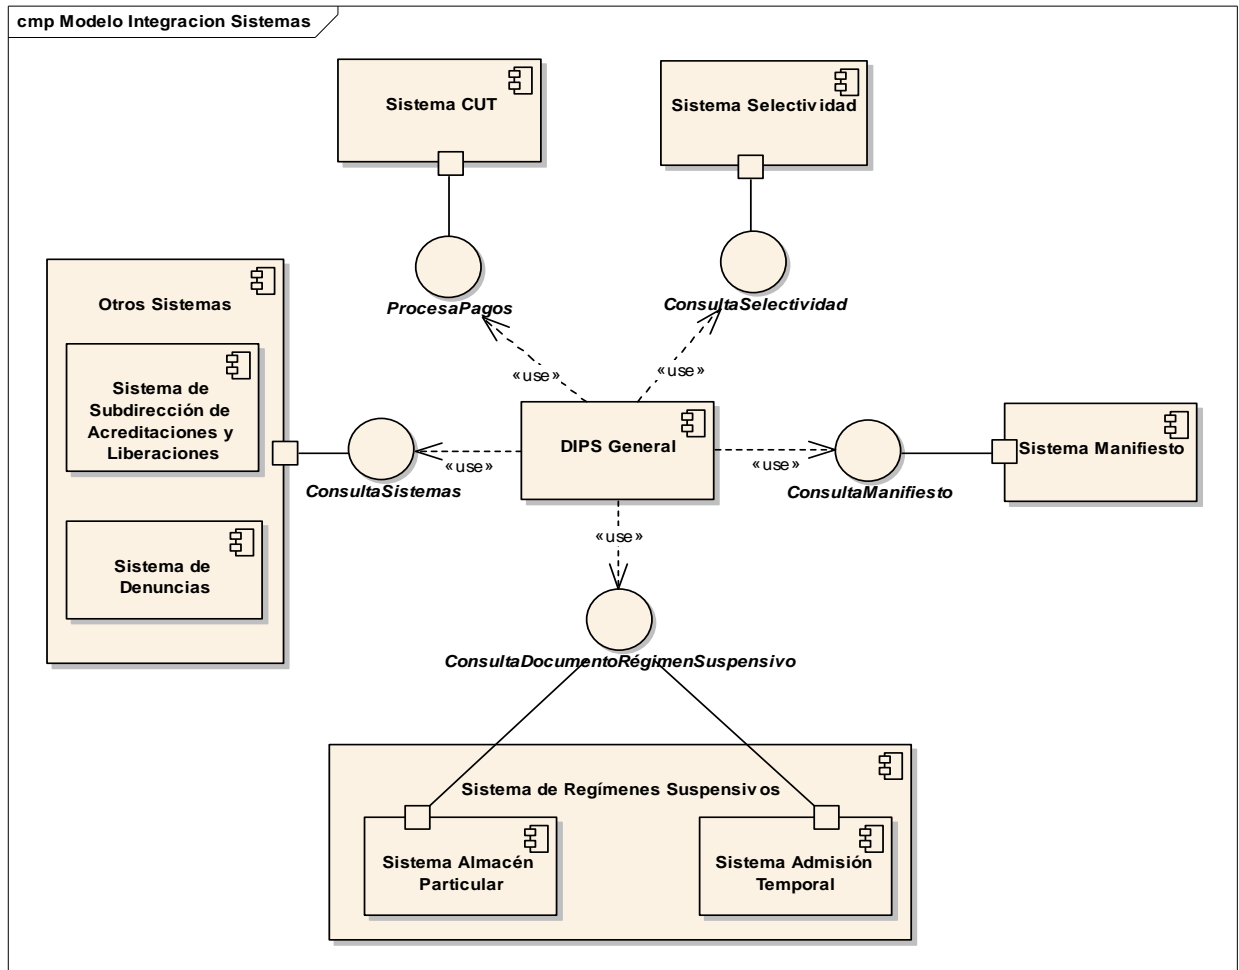 cmp Modelo Integracion Sistemas
Sistema CUT
Sistema Selectividad
ProcesaPagos
ConsultaSelectividad
Otros Sistemas
«use»
«use»
Sistema de
Subdirección de
Acreditaciones y
Liberaciones
DIPS General
Sistema Manifiesto
«use»
«use»
ConsultaSistemas
ConsultaManifiesto
«use»
Sistema de
Denuncias
ConsultaDocumentoRégimenSuspensivo
Sistema de Regímenes Suspensivos
Sistema Almacén
Particular
Sistema Admisión
Temporal